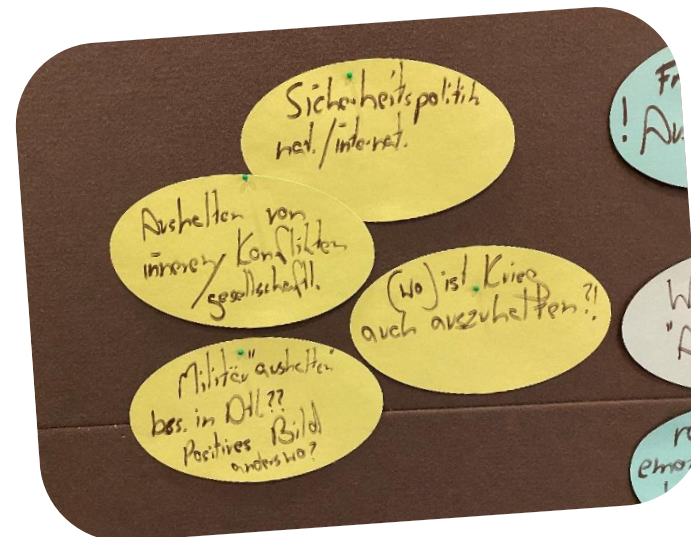 Sicherheitspolitik
nat./internat.
Aushalten von
inneren/ Konflikten
gesellschaftl.
(Wo) ist Krieg
auch auszuhalten?!
Militär "aushalten"
bes. in Dtl.??
Positives Bild
anderswo?
!